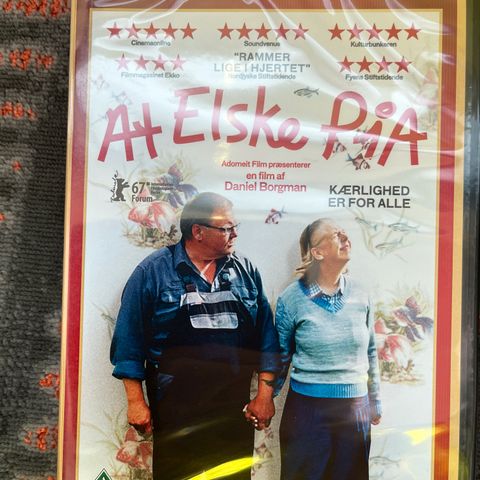 Cinemaonline
Soundvenue
Kulturbunkeren
Filmmagasinet Ekko
"RAMMER
LIGE I HJERTET"
Nordjyske Stiftstidende
Fyens Stiftstidende
At Elske Pia
Adomeit Film præsenterer
en film af
Daniel Borgman
67
Forum
KÆRLIGHED
ER FOR ALLE
A